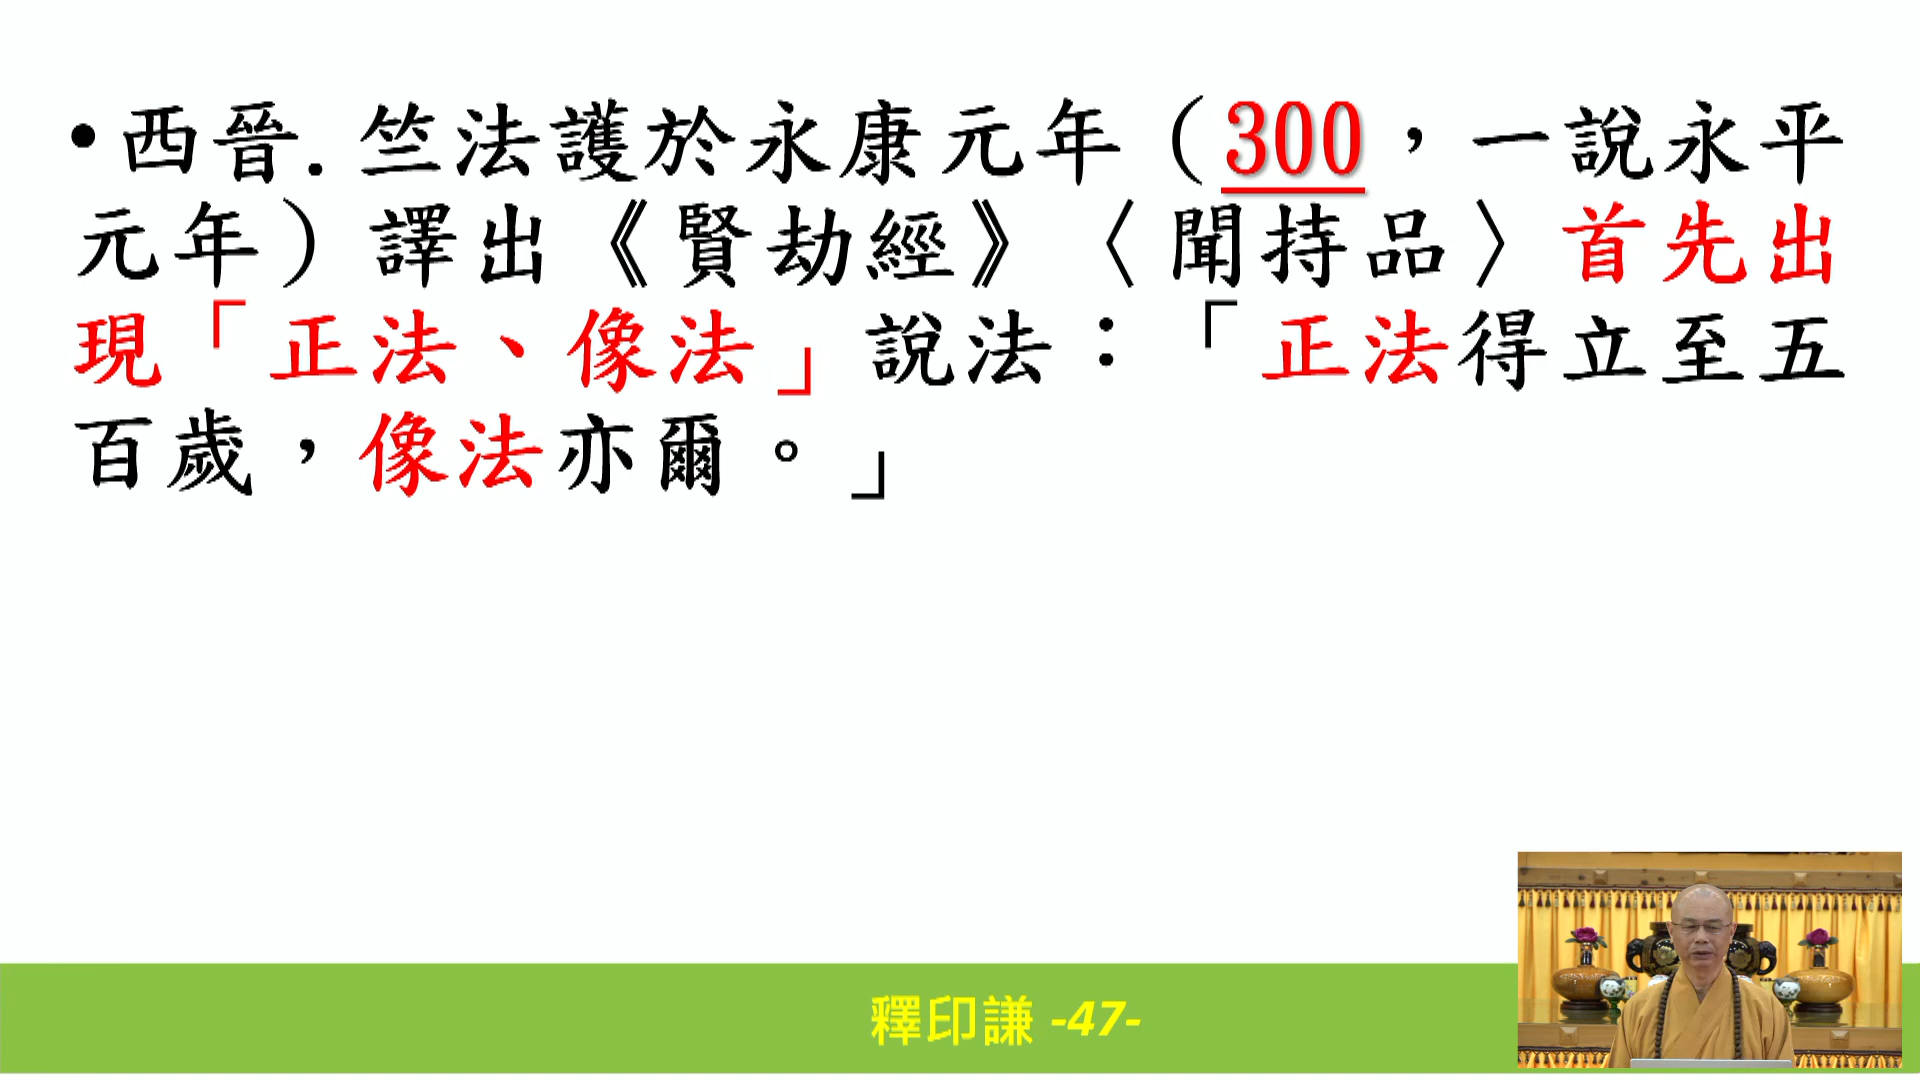 •西晉.竺法護於永康元年（300，一說永平
元年）譯出《賢劫經》〈聞持品〉首先出
現「正法、像法」說法：「正法得立至五
百歲，像法亦爾。」
釋印謙 -47-